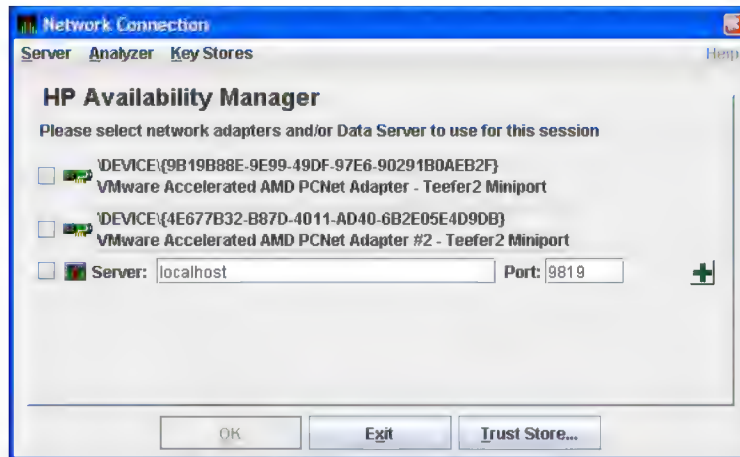 Network Connection
Server Analyzer Key Stores Help
HP Availability Manager
Please select network adapters and/or Data Server to use for this session
\DEVICE\{9B19B88E-9E99-49DF-97E6-90291B0AEB2F}
VMware Accelerated AMD PCNet Adapter - Teefer2 Miniport
\DEVICE\{4E677B32-B87D-4011-AD40-6B2E05E4D9DB}
VMware Accelerated AMD PCNet Adapter #2 - Teefer2 Miniport
Server: localhost Port: 9819
OK Exit Trust Store...